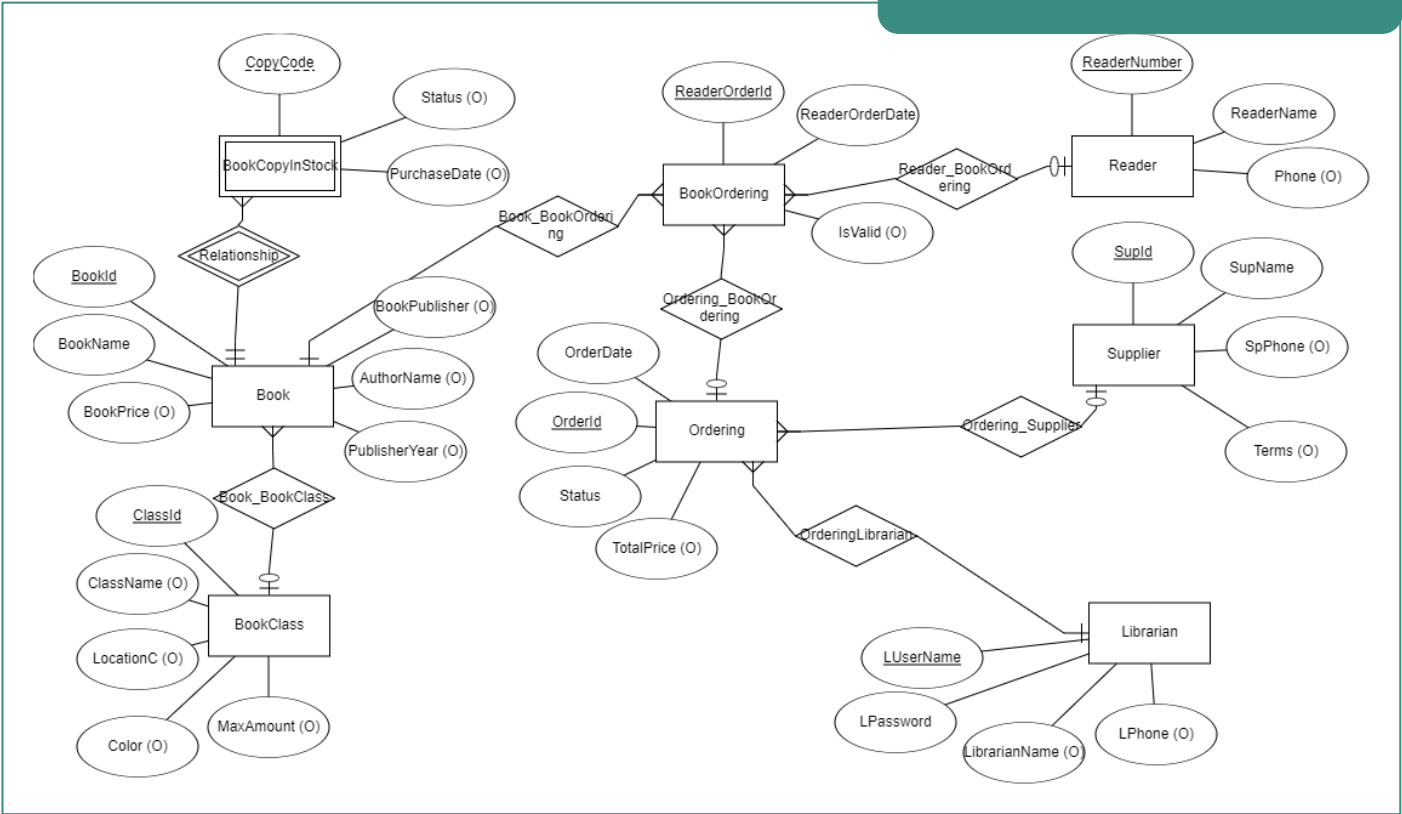 CopyCode
Status (O)
BookCopyInStock
PurchaseDate (O)
Relationship
BookId
BookName
BookPrice (O)
Book
BookPublisher (O)
AuthorName (O)
PublisherYear (O)
Book_BookClass
ClassId
ClassName (O)
LocationC (O)
Color (O)
MaxAmount (O)
BookClass
Book_BookOrderi
ng
ReaderOrderId
ReaderOrderDate
BookOrdering
IsValid (O)
Reader_BookOrd
ering
ReaderNumber
ReaderName
Reader
Phone (O)
Ordering_BookOr
dering
OrderDate
OrderId
Ordering
Status
TotalPrice (O)
Ordering_Supplier
SupId
SupName
Supplier
SpPhone (O)
Terms (O)
OrderingLibrarian
Librarian
LUserName
LPassword
LibrarianName (O)
LPhone (O)